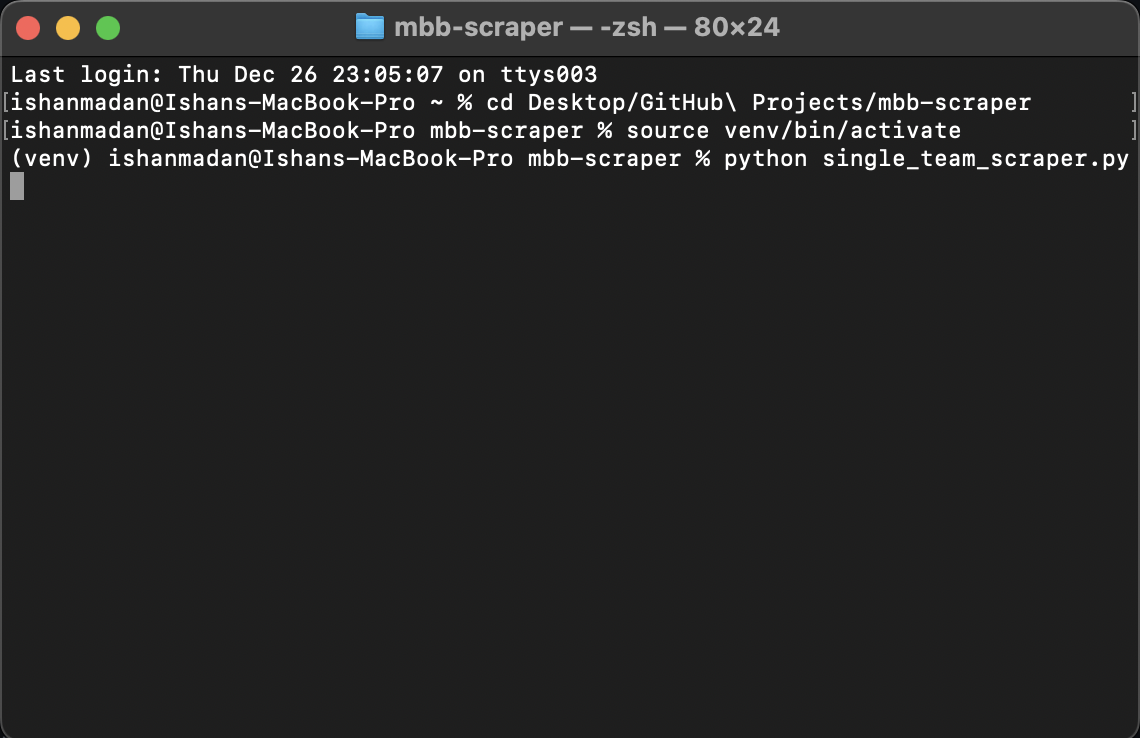 mbb-scraper — -zsh — 80×24
Last login: Thu Dec 26 23:05:07 on ttys003
[ishanmadan@Ishans-MacBook-Pro ~ % cd Desktop/GitHub\ Projects/mbb-scraper ]
[ishanmadan@Ishans-MacBook-Pro mbb-scraper % source venv/bin/activate ]
(venv) ishanmadan@Ishans-MacBook-Pro mbb-scraper % python single_team_scraper.py